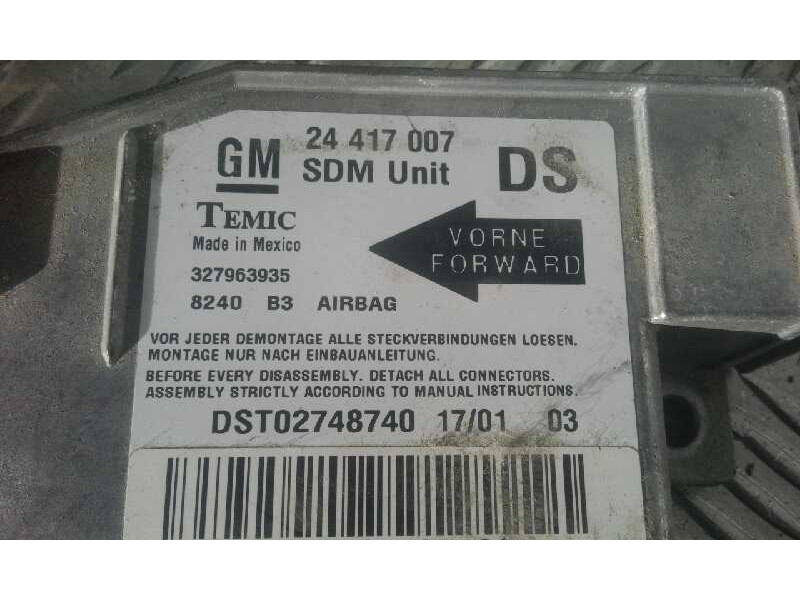 GM 24 417 007 DS
SDM Unit
TEMIC
Made in Mexico
VORNE
FORWARD
327963935
8240 B3 AIRBAG
VOR JEDER DEMONTAGE ALLE STECKVERBINDUNGEN LOESEN.
MONTAGE NUR NACH EINBAUANLEITUNG.
BEFORE EVERY DISASSEMBLY. DETACH ALL CONNECTORS.
ASSEMBLY STRICTLY ACCORDING TO MANUAL INSTRUCTIONS.
DST02748740 17/01 03